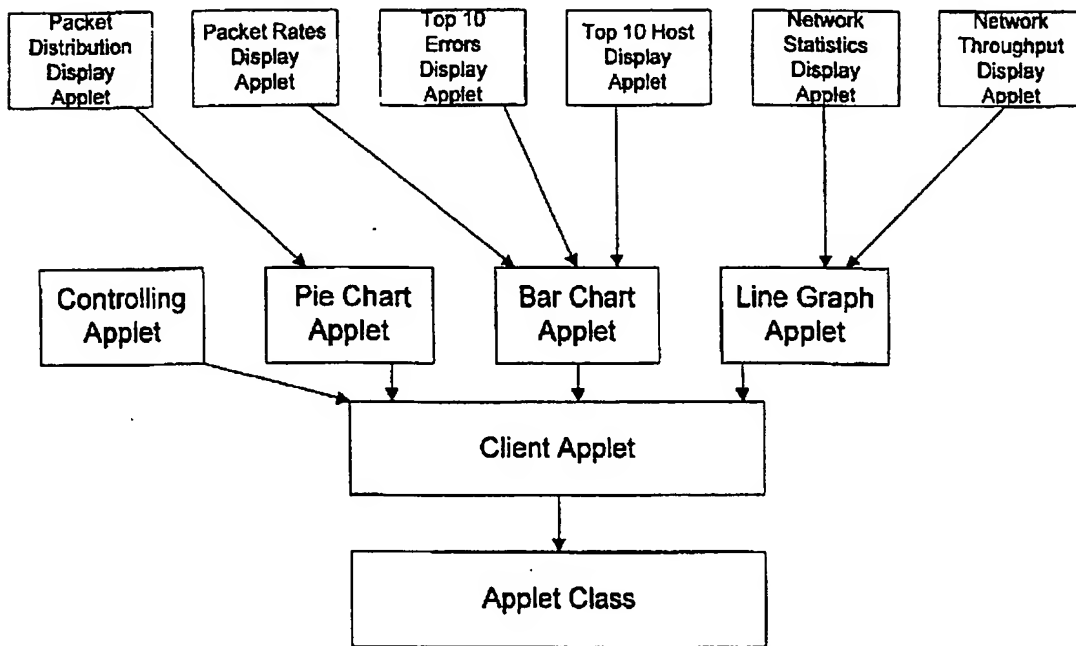 Packet
Distribution
Display
Applet
Packet Rates
Display
Applet
Top 10
Errors
Display
Applet
Top 10 Host
Display
Applet
Network
Statistics
Display
Applet
Network
Throughput
Display
Applet
Controlling
Applet
Pie Chart
Applet
Bar Chart
Applet
Line Graph
Applet
Client Applet
Applet Class